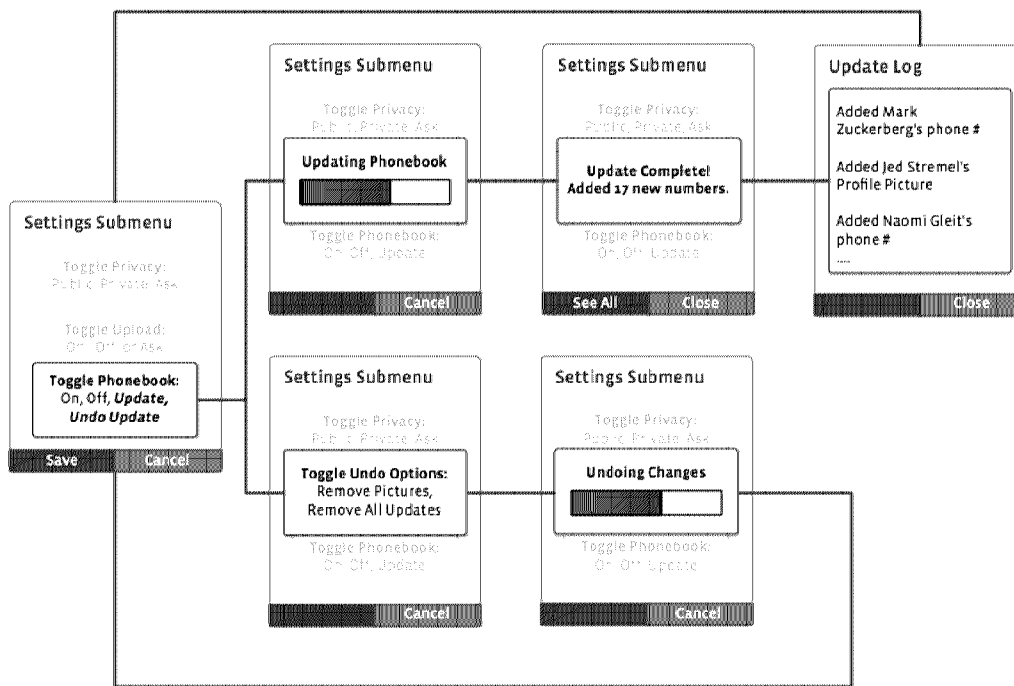 Settings Submenu
Toggle Privacy:
Public, Private, Ask
Toggle Upload:
On, Off or Ask
Toggle Phonebook:
On, Off, Update,
Undo Update
Save Cancel
Settings Submenu
Toggle Privacy:
Public, Private, Ask
Updating Phonebook
Toggle Phonebook:
On, Off, Update
Cancel
Settings Submenu
Toggle Privacy:
Public, Private, Ask
Update Complete!
Added 17 new numbers.
Toggle Phonebook:
On, Off, Update
See All Close
Update Log
Added Mark
Zuckerberg's phone #
Added Jed Stremel's
Profile Picture
Added Naomi Gleit's
phone #
....
Close
Settings Submenu
Toggle Privacy:
Public, Private, Ask
Toggle Undo Options:
Remove Pictures,
Remove All Updates
Toggle Phonebook:
On, Off, Update
Cancel
Settings Submenu
Toggle Privacy:
Public, Private, Ask
Undoing Changes
Toggle Phonebook:
On, Off, Update
Cancel